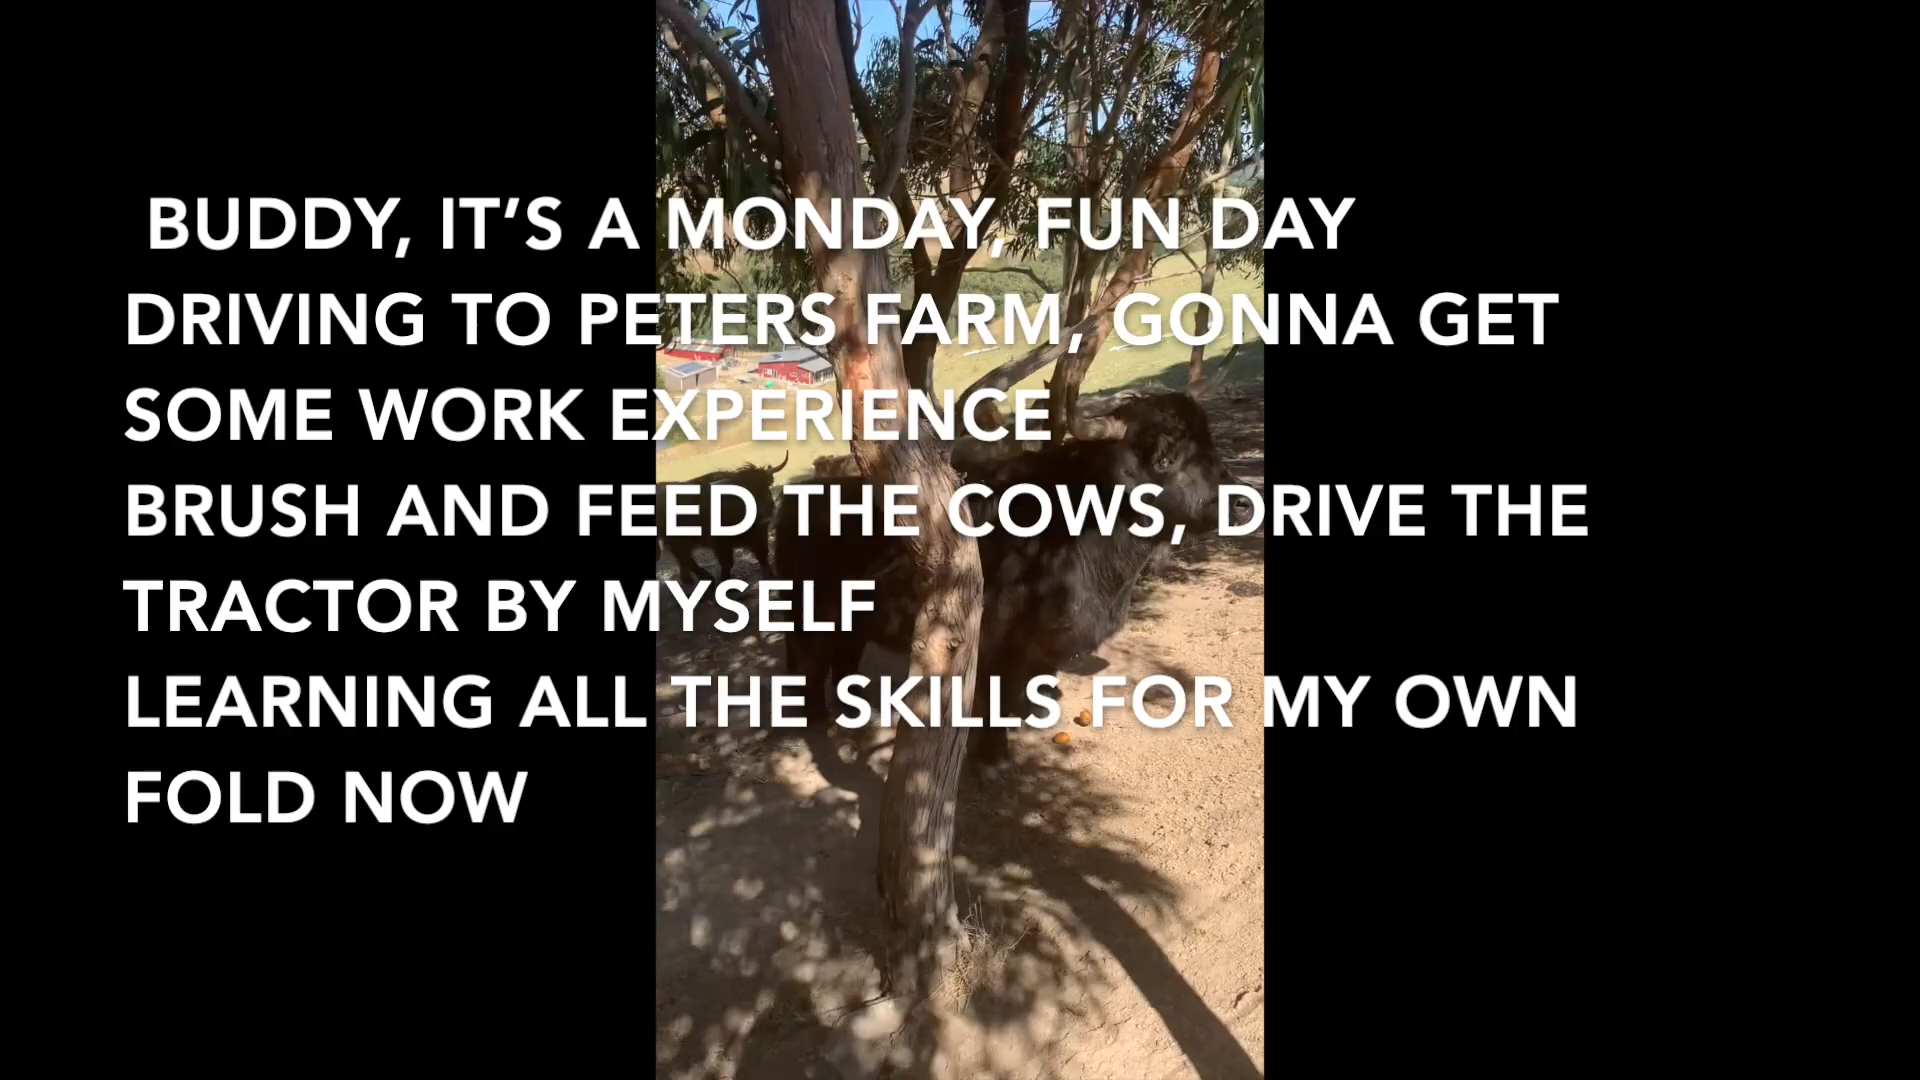 BUDDY, IT’S A MONDAY, FUN DAY
DRIVING TO PETERS FARM, GONNA GET
SOME WORK EXPERIENCE
BRUSH AND FEED THE COWS, DRIVE THE
TRACTOR BY MYSELF
LEARNING ALL THE SKILLS FOR MY OWN
FOLD NOW